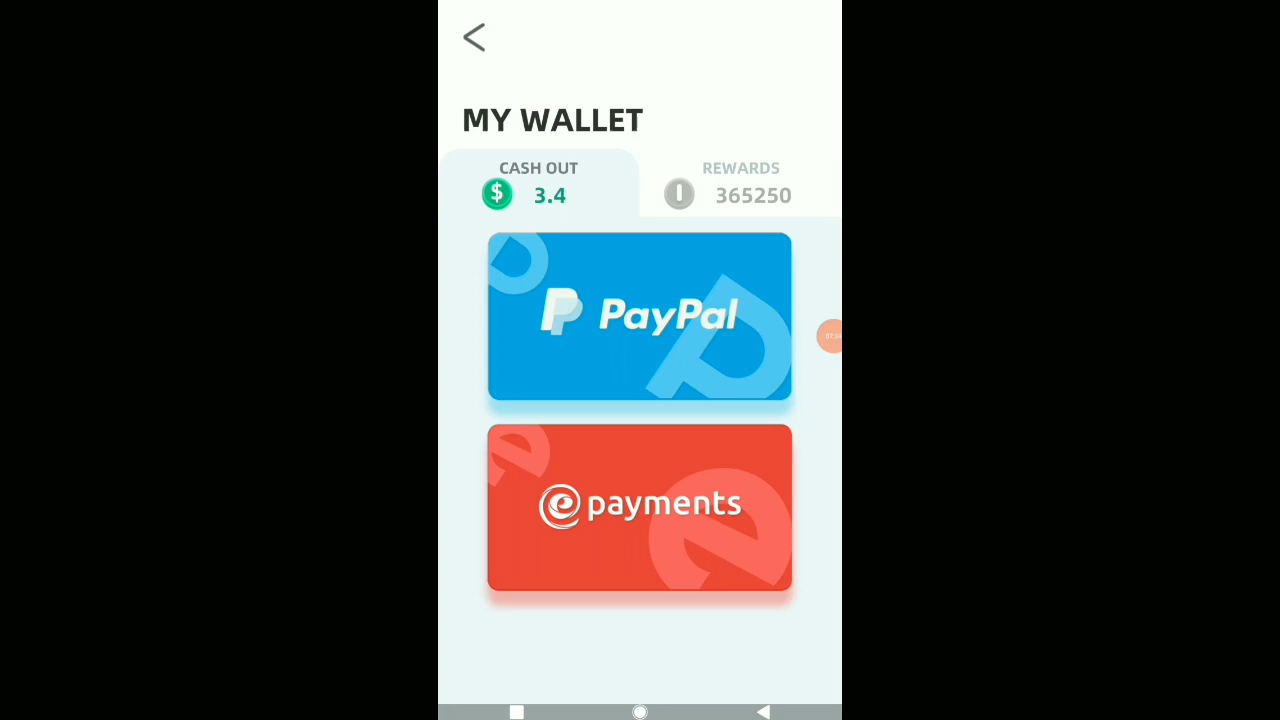 MY WALLET
CASH OUT
$ 3.4
REWARDS
365250
PayPal
payments